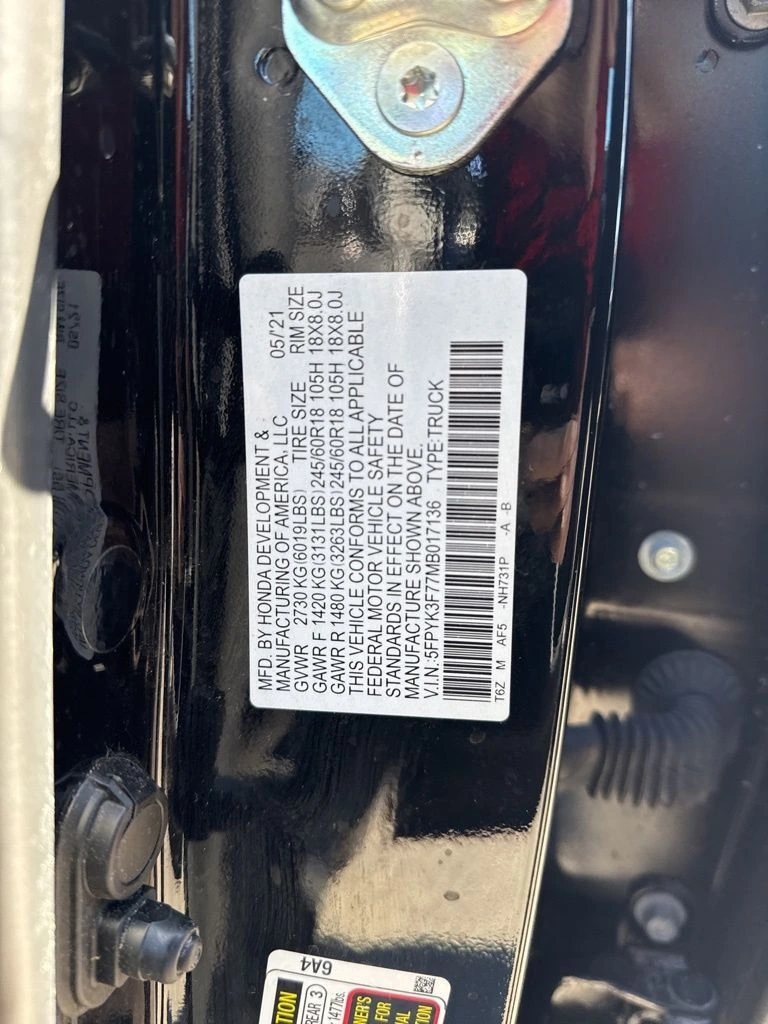 MFD. BY HONDA DEVELOPMENT &
MANUFACTURING OF AMERICA, LLC 05/'21
GVWR 2730 KG(6019LBS) TIRE SIZE RIM SIZE
GAWR F 1420 KG(3131LBS)245/60R18 105H 18X8.0J
GAWR R 1480 KG(3263LBS)245/60R18 105H 18X8.0J
THIS VEHICLE CONFORMS TO ALL APPLICABLE
FEDERAL MOTOR VEHICLE SAFETY
STANDARDS IN EFFECT ON THE DATE OF
MANUFACTURE SHOWN ABOVE.
V.I.N.:5FPYK3F77MB017136 TYPE:TRUCK
T6Z M AF5 -NH731P -A -B
6A4
REAR 3
1477lbs.